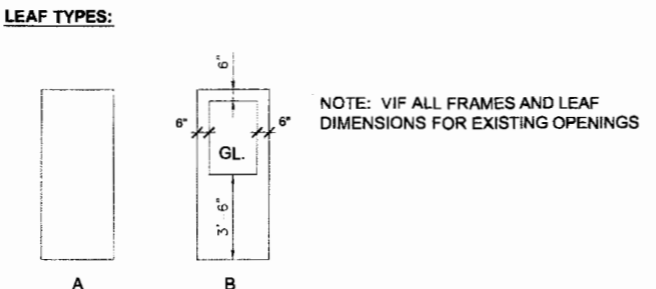 LEAF TYPES:
6"
NOTE: VIF ALL FRAMES AND LEAF
DIMENSIONS FOR EXISTING OPENINGS
6"
6"
GL.
3'-6"
A
B